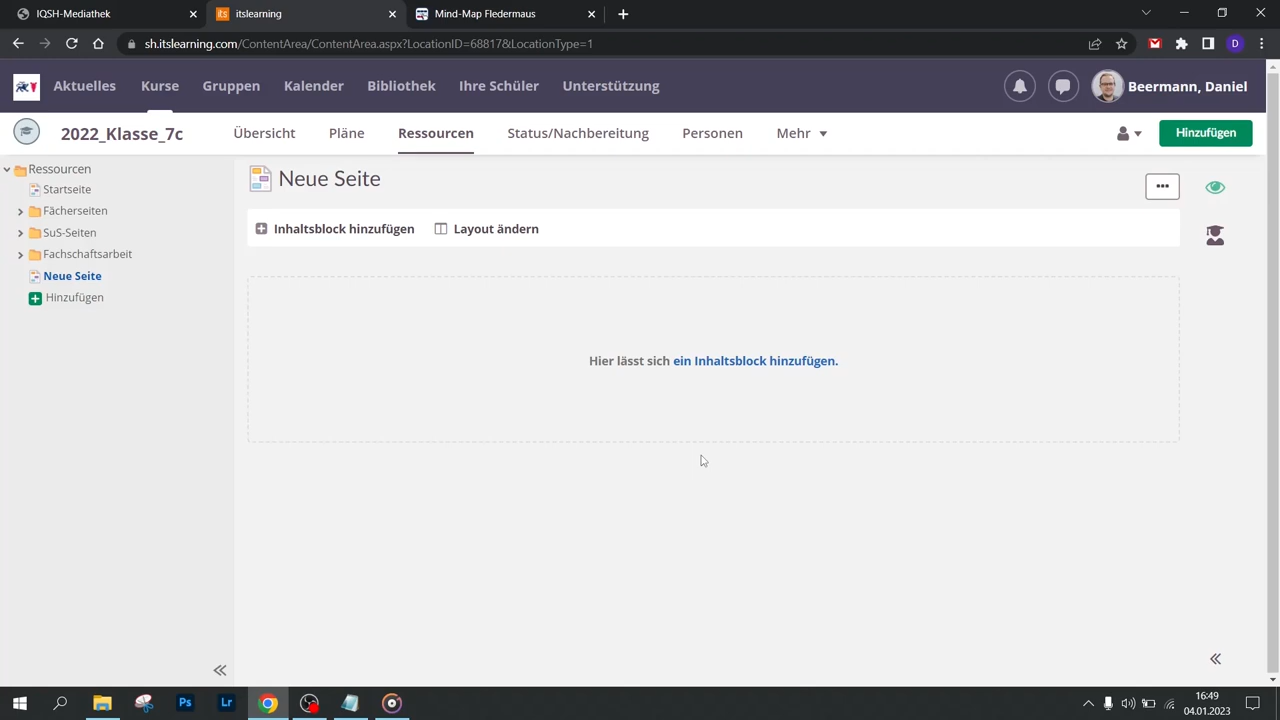 IQSH-Mediathek
itslearning
Mind-Map Fledermaus
sh.itslearning.com/ContentArea/ContentArea.aspx?LocationID=68817&LocationType=1
D
Aktuelles
Kurse
Gruppen
Kalender
Bibliothek
Ihre Schüler
Unterstützung
Beermann, Daniel
2022_Klasse_7c
Übersicht
Pläne
Ressourcen
Status/Nachbereitung
Personen
Mehr
Hinzufügen
Ressourcen
Startseite
Fächerseiten
SuS-Seiten
Fachschaftsarbeit
Neue Seite
Hinzufügen
Neue Seite
Inhaltsblock hinzufügen
Layout ändern
Hier lässt sich ein Inhaltsblock hinzufügen.
Ps
Lr
16:49
04.01.2023